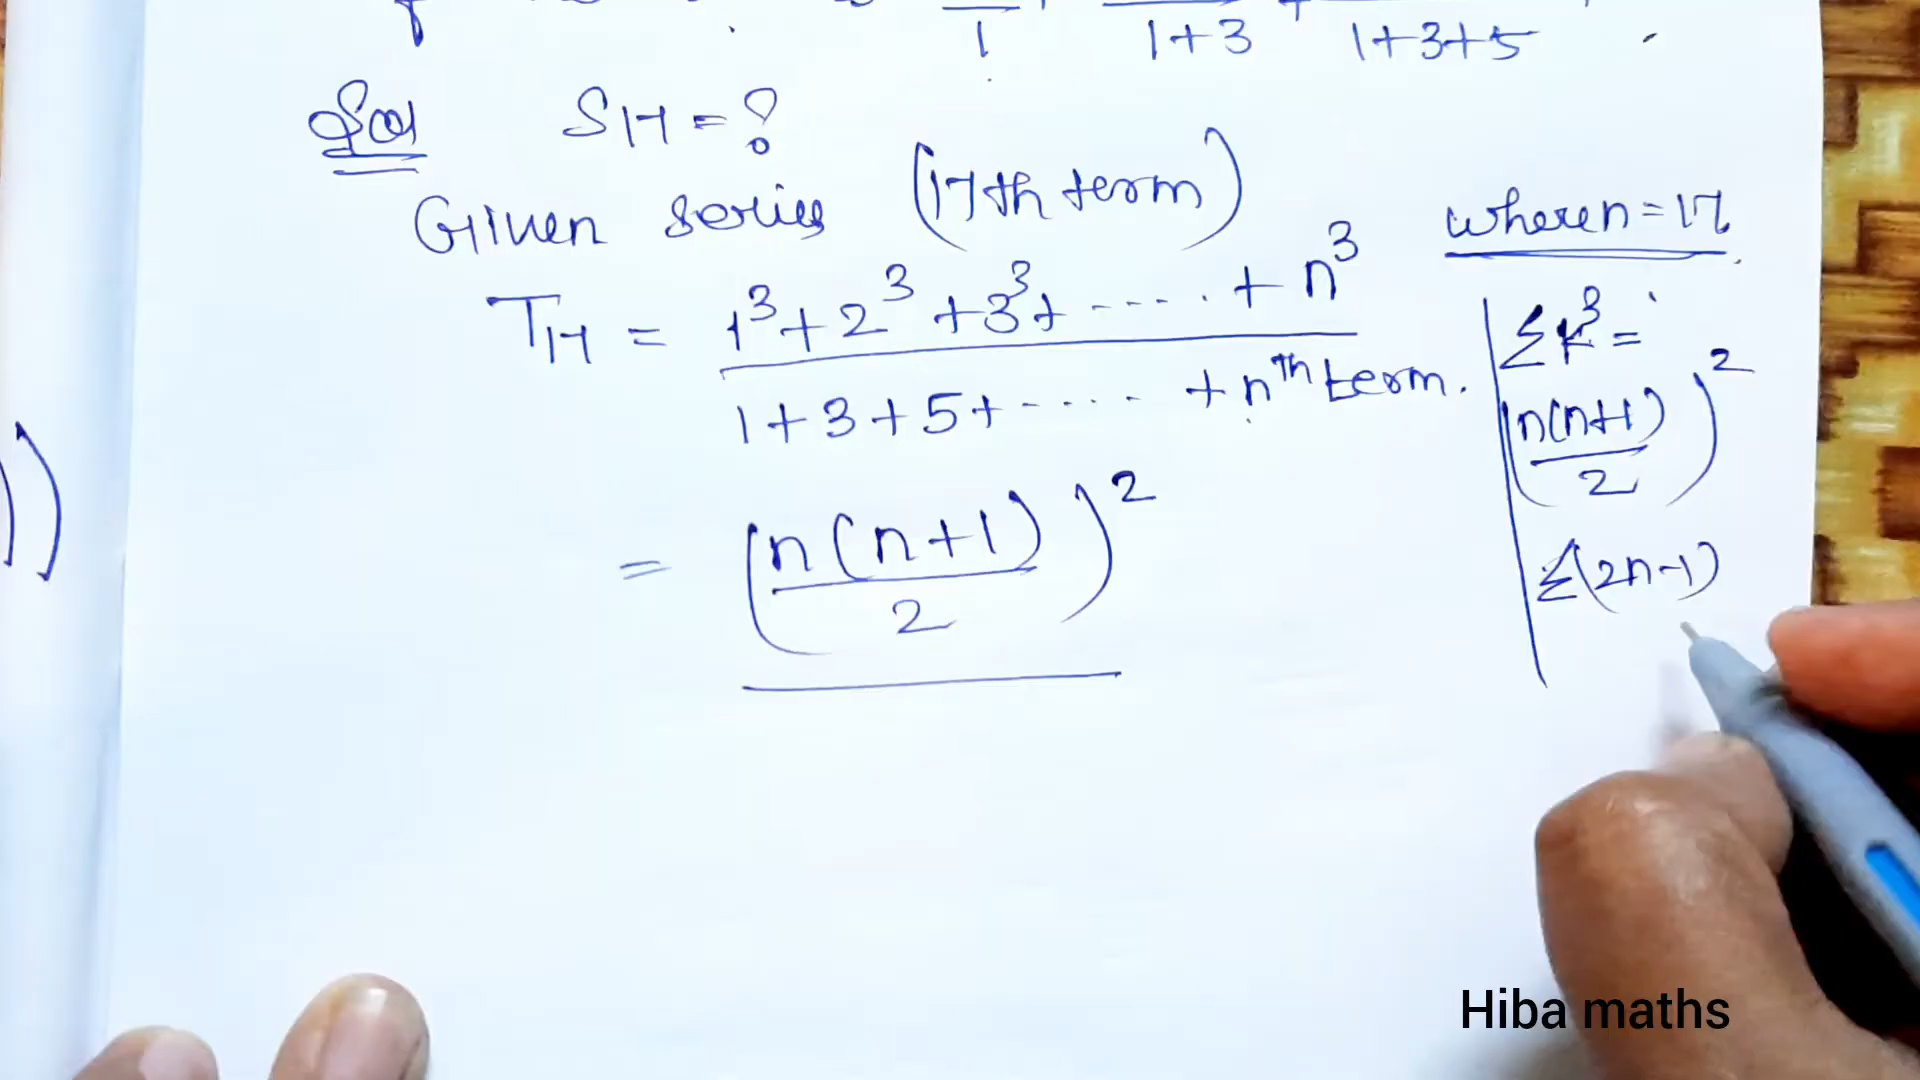 1 1+3 + 1+3+5
Sol S17=?
Given series (17th term) where n=17
T17 = 1³+2³+3³+ ..... + n³ / 1+3+5+ ..... + nth term.
Σk³ =
(n(n+1)/2)²
= (n(n+1)/2)²
Σ(2n-1)
Hiba maths